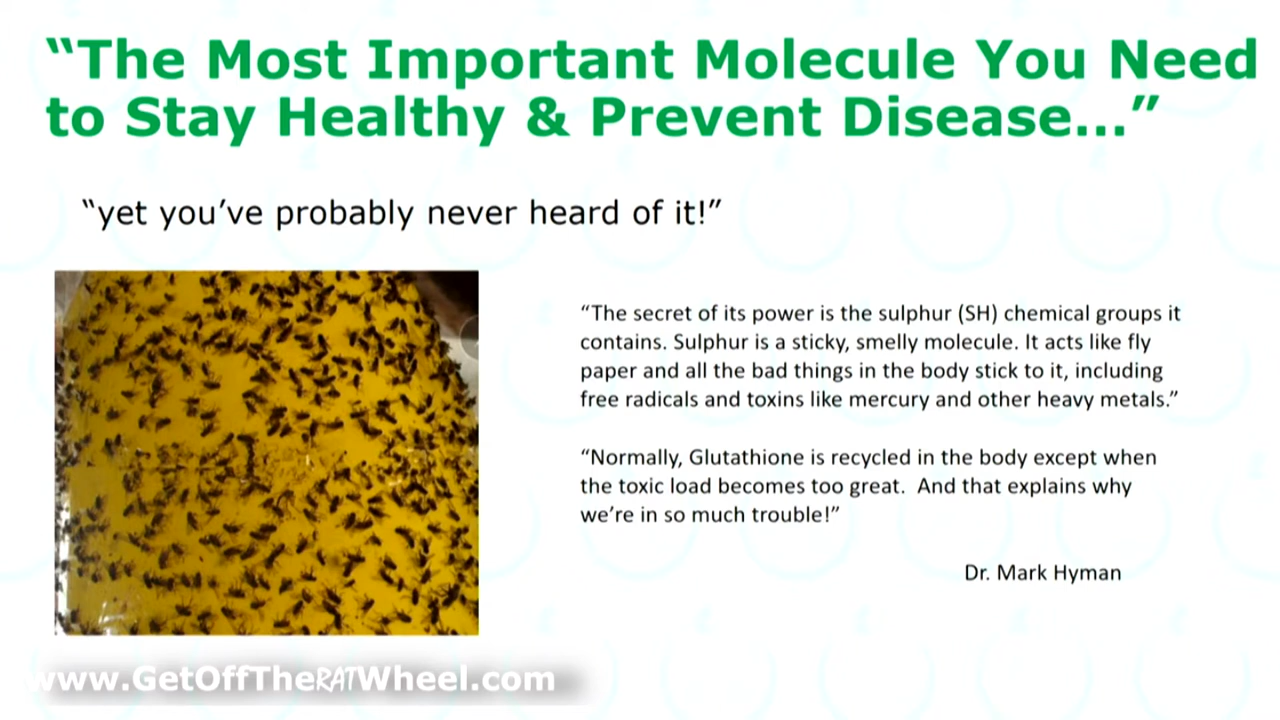 “The Most Important Molecule You Need
to Stay Healthy & Prevent Disease…”
“yet you’ve probably never heard of it!”
“The secret of its power is the sulphur (SH) chemical groups it
contains. Sulphur is a sticky, smelly molecule. It acts like fly
paper and all the bad things in the body stick to it, including
free radicals and toxins like mercury and other heavy metals.”
“Normally, Glutathione is recycled in the body except when
the toxic load becomes too great.  And that explains why
we’re in so much trouble!”
Dr. Mark Hyman
www.GetOffTheRATWheel.com